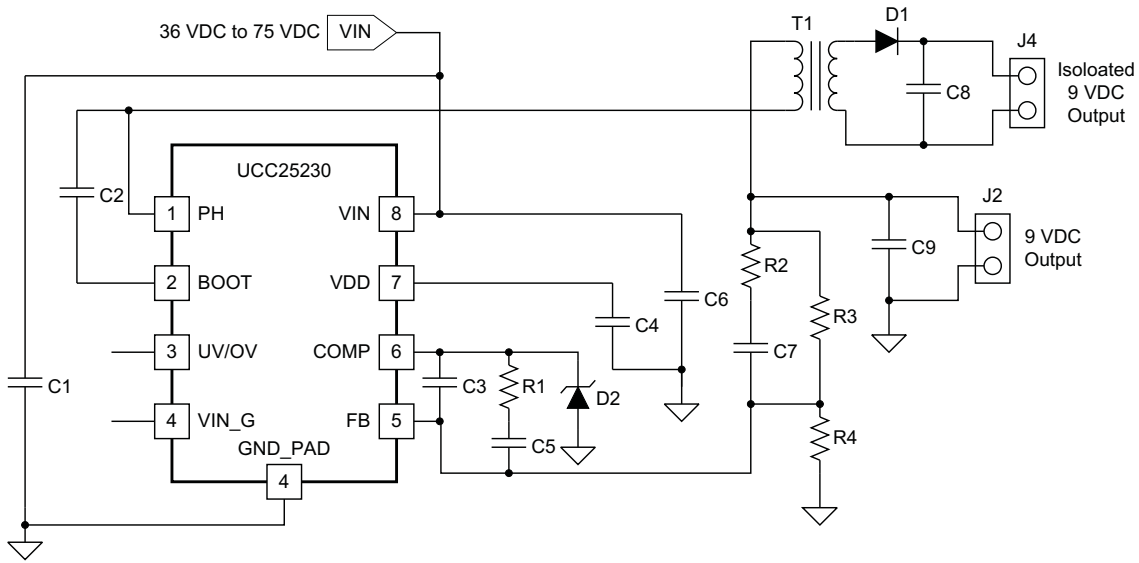 36 VDC to 75 VDC
VIN
T1
D1
J4
Isoloated
9 VDC
Output
C8
UCC25230
C2
1
PH
VIN
8
J2
9 VDC
Output
C9
2
BOOT
VDD
7
R2
C6
C4
R3
3
UV/OV
COMP
6
C7
C1
C3
R1
D2
4
VIN_G
FB
5
C5
R4
GND_PAD
4